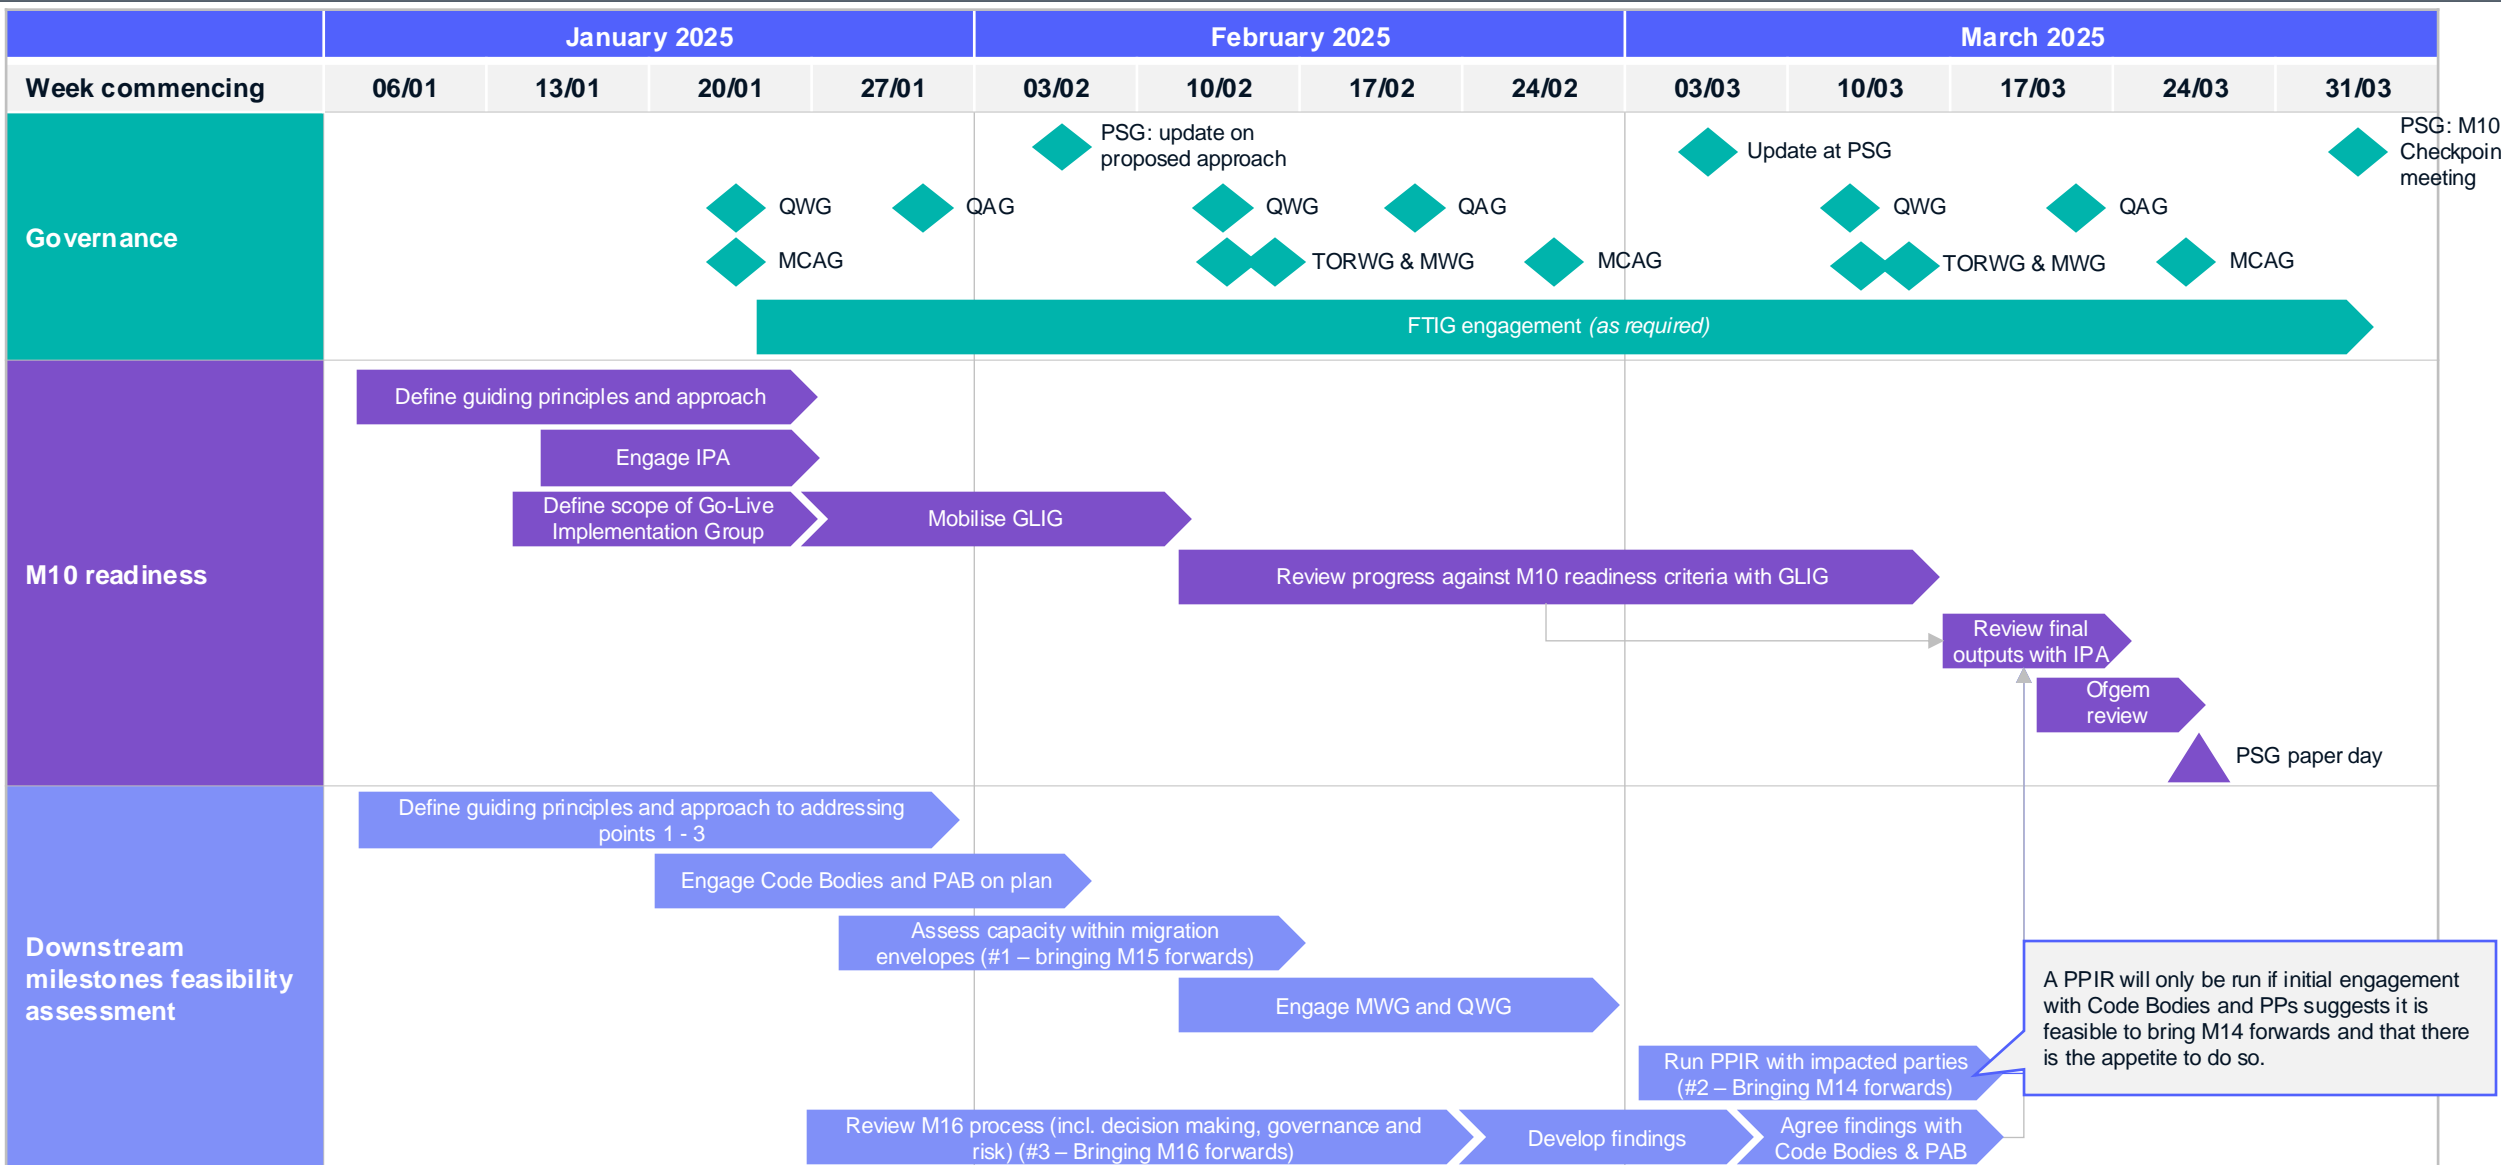 January 2025
February 2025
March 2025
Week commencing
06/01
13/01
20/01
27/01
03/02
10/02
17/02
24/02
03/03
10/03
17/03
24/03
31/03
Governance
PSG: update on
proposed approach
Update at PSG
PSG: M10
Checkpoin
meeting
QWG
QAG
QWG
QAG
QWG
QAG
MCAG
TORWG & MWG
MCAG
TORWG & MWG
MCAG
FTIG engagement (as required)
M10 readiness
Define guiding principles and approach
Engage IPA
Define scope of Go-Live
Implementation Group
Mobilise GLIG
Review progress against M10 readiness criteria with GLIG
Review final
outputs with IPA
Ofgem
review
PSG paper day
Downstream
milestones feasibility
assessment
Define guiding principles and approach to addressing
points 1 - 3
Engage Code Bodies and PAB on plan
Assess capacity within migration
envelopes (#1 – bringing M15 forwards)
Engage MWG and QWG
A PPIR will only be run if initial engagement
with Code Bodies and PPs suggests it is
feasible to bring M14 forwards and that there
is the appetite to do so.
Run PPIR with impacted parties
(#2 – Bringing M14 forwards)
Review M16 process (incl. decision making, governance and
risk) (#3 – Bringing M16 forwards)
Develop findings
Agree findings with
Code Bodies & PAB